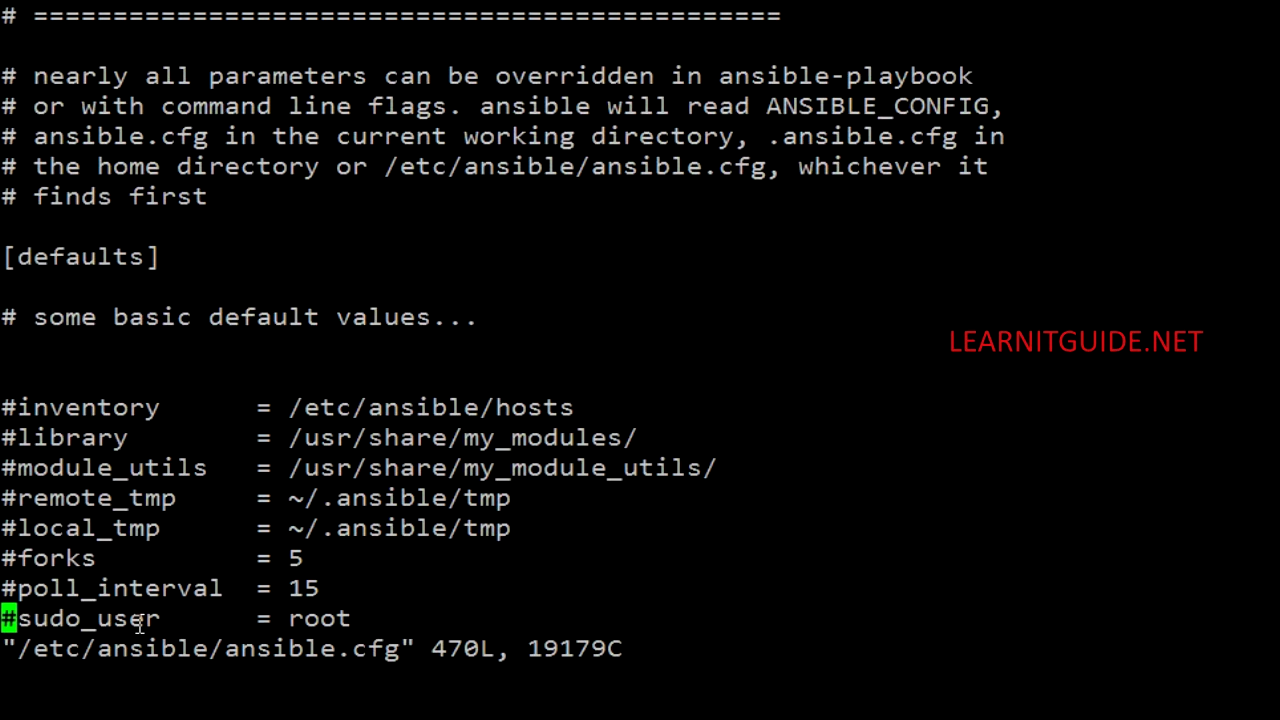 # ===============================================
# nearly all parameters can be overridden in ansible-playbook
# or with command line flags. ansible will read ANSIBLE_CONFIG,
# ansible.cfg in the current working directory, .ansible.cfg in
# the home directory or /etc/ansible/ansible.cfg, whichever it
# finds first
[defaults]
# some basic default values...
LEARNITGUIDE.NET
#inventory      = /etc/ansible/hosts
#library        = /usr/share/my_modules/
#module_utils   = /usr/share/my_module_utils/
#remote_tmp     = ~/.ansible/tmp
#local_tmp      = ~/.ansible/tmp
#forks          = 5
#poll_interval  = 15
#sudo_user      = root
"/etc/ansible/ansible.cfg" 470L, 19179C